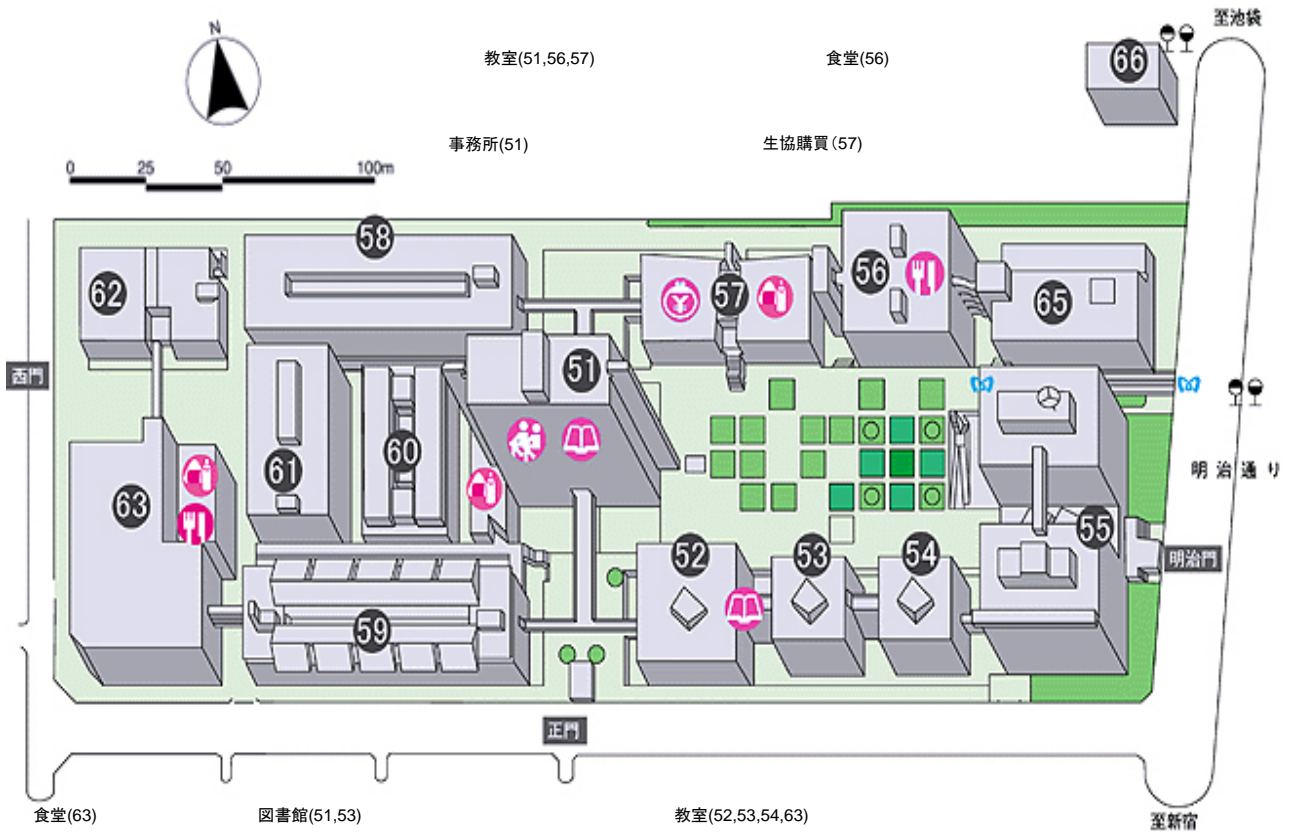 至池袋
N
教室(51,56,57)
食堂(56)
66
事務所(51)
生協購買(57)
0 25 50 100m
58
56
62
57
65
51
西門
61
60
明治通り
63
55
52
53
54
明治門
59
正門
食堂(63)
図書館(51,53)
教室(52,53,54,63)
至新宿